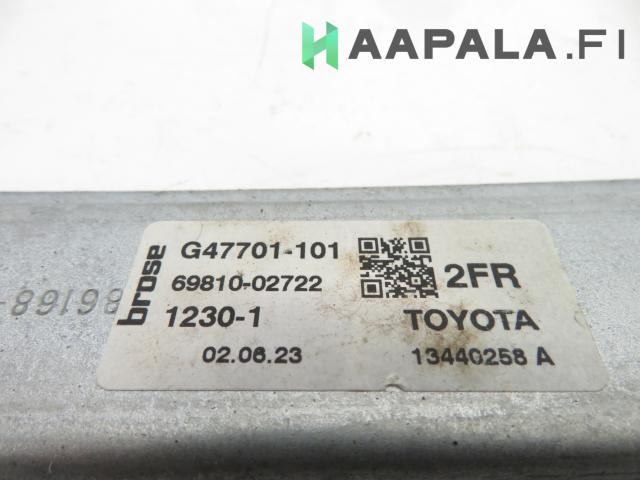 HAAPALA.FI
brose
G47701-101
69810-02722
2FR
1230-1
TOYOTA
02.06.23
13440258 A